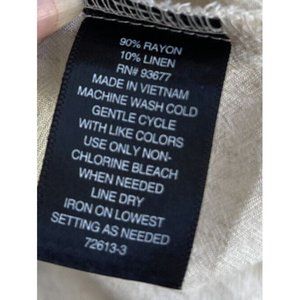 90% RAYON
10% LINEN
RN# 93677
MADE IN VIETNAM
MACHINE WASH COLD
GENTLE CYCLE
WITH LIKE COLORS
USE ONLY NON-
CHLORINE BLEACH
WHEN NEEDED
LINE DRY
IRON ON LOWEST
SETTING AS NEEDED
72613-3